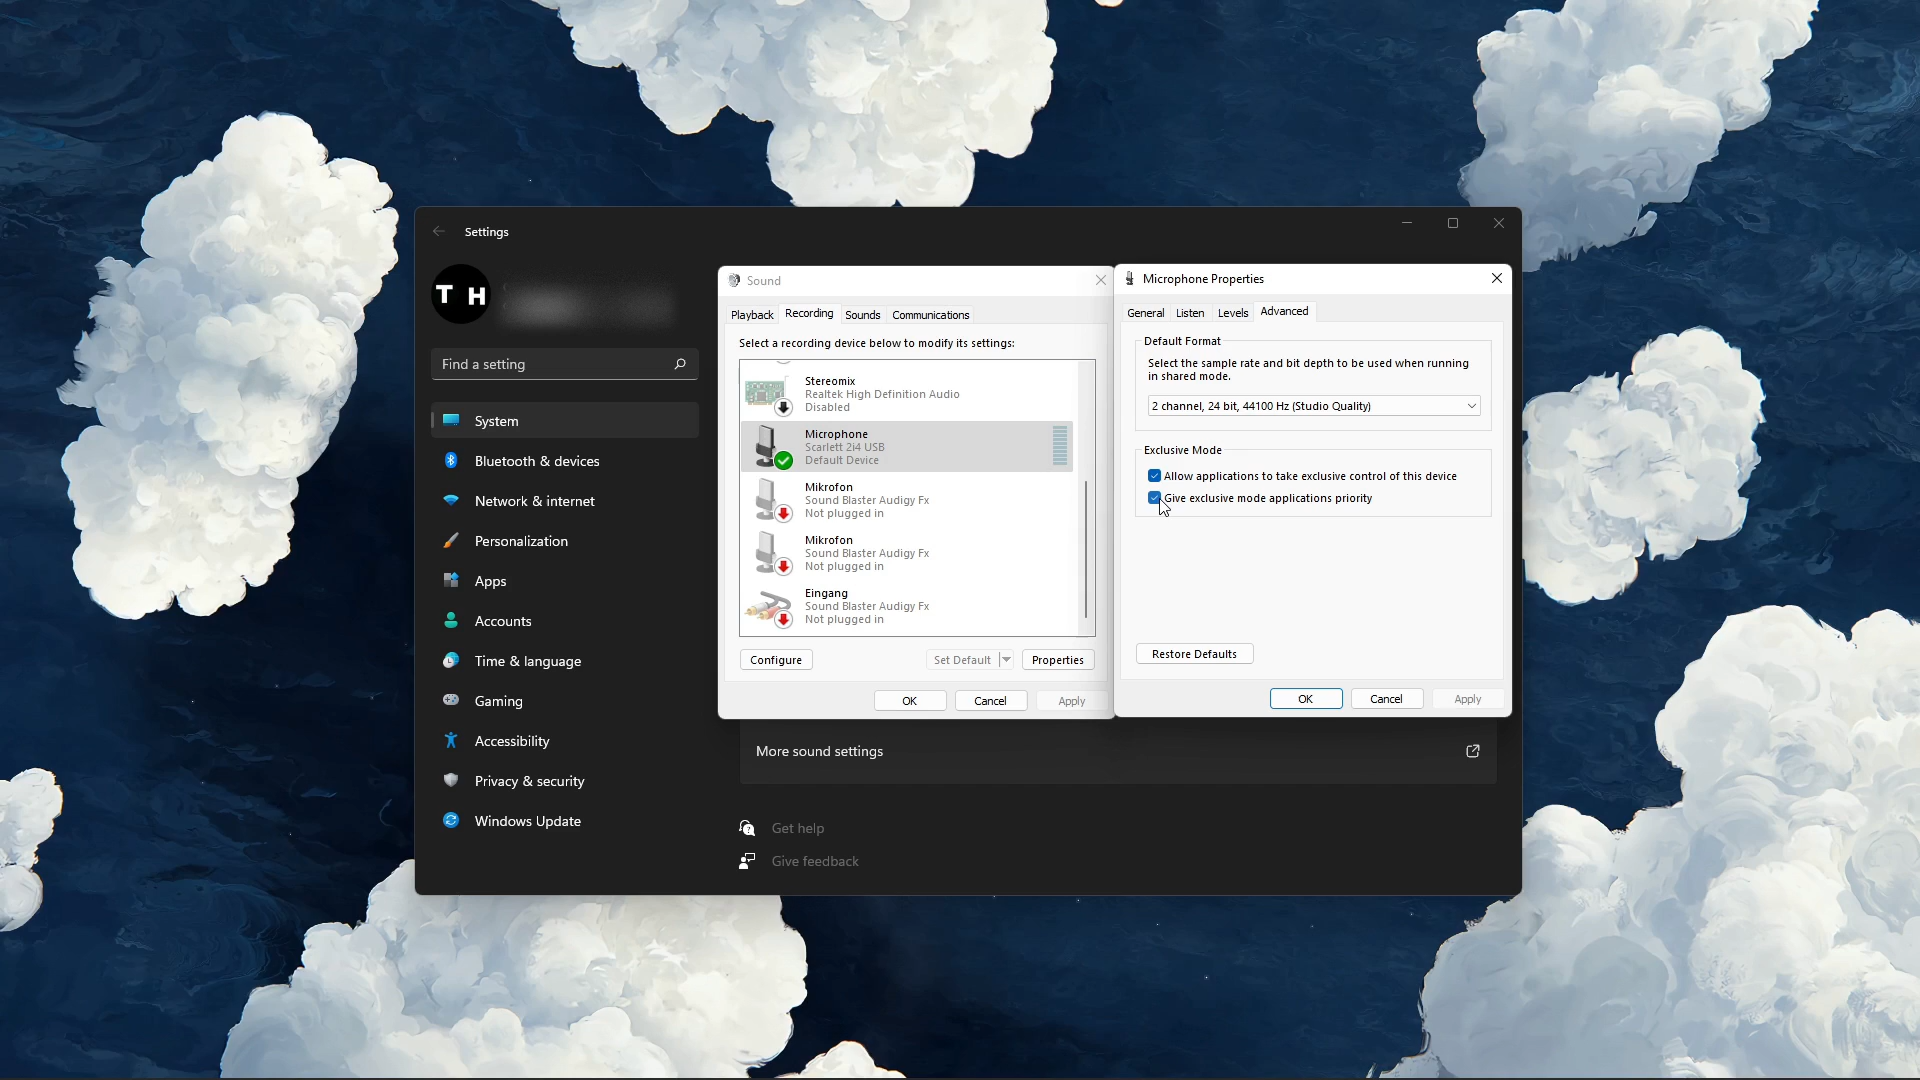 Settings
T H
Find a setting
System
Bluetooth & devices
Network & internet
Personalization
Apps
Accounts
Time & language
Gaming
Accessibility
Privacy & security
Windows Update
Sound
Playback
Recording
Sounds
Communications
Select a recording device below to modify its settings:
Stereomix
Realtek High Definition Audio
Disabled
Microphone
Scarlett 2i4 USB
Default Device
Mikrofon
Sound Blaster Audigy Fx
Not plugged in
Mikrofon
Sound Blaster Audigy Fx
Not plugged in
Eingang
Sound Blaster Audigy Fx
Not plugged in
Configure
Set Default
Properties
OK
Cancel
Apply
Microphone Properties
General
Listen
Levels
Advanced
Default Format
Select the sample rate and bit depth to be used when running
in shared mode.
2 channel, 24 bit, 44100 Hz (Studio Quality)
Exclusive Mode
Allow applications to take exclusive control of this device
Give exclusive mode applications priority
Restore Defaults
OK
Cancel
Apply
More sound settings
Get help
Give feedback